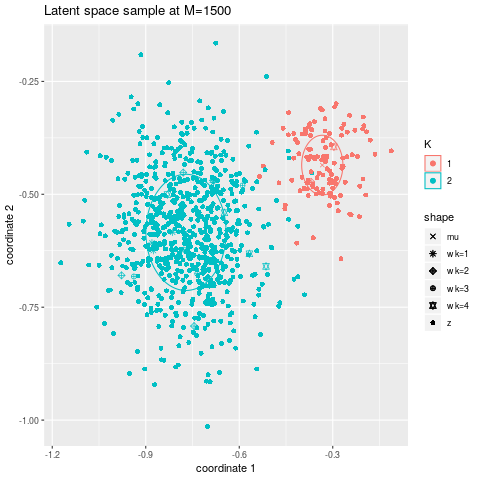 Latent space sample at M=1500
-0.25
-0.50
-0.75
-1.00
coordinate 2
-1.2
-0.9
-0.6
-0.3
coordinate 1
K
1
2
shape
mu
w k=1
w k=2
w k=3
w k=4
z